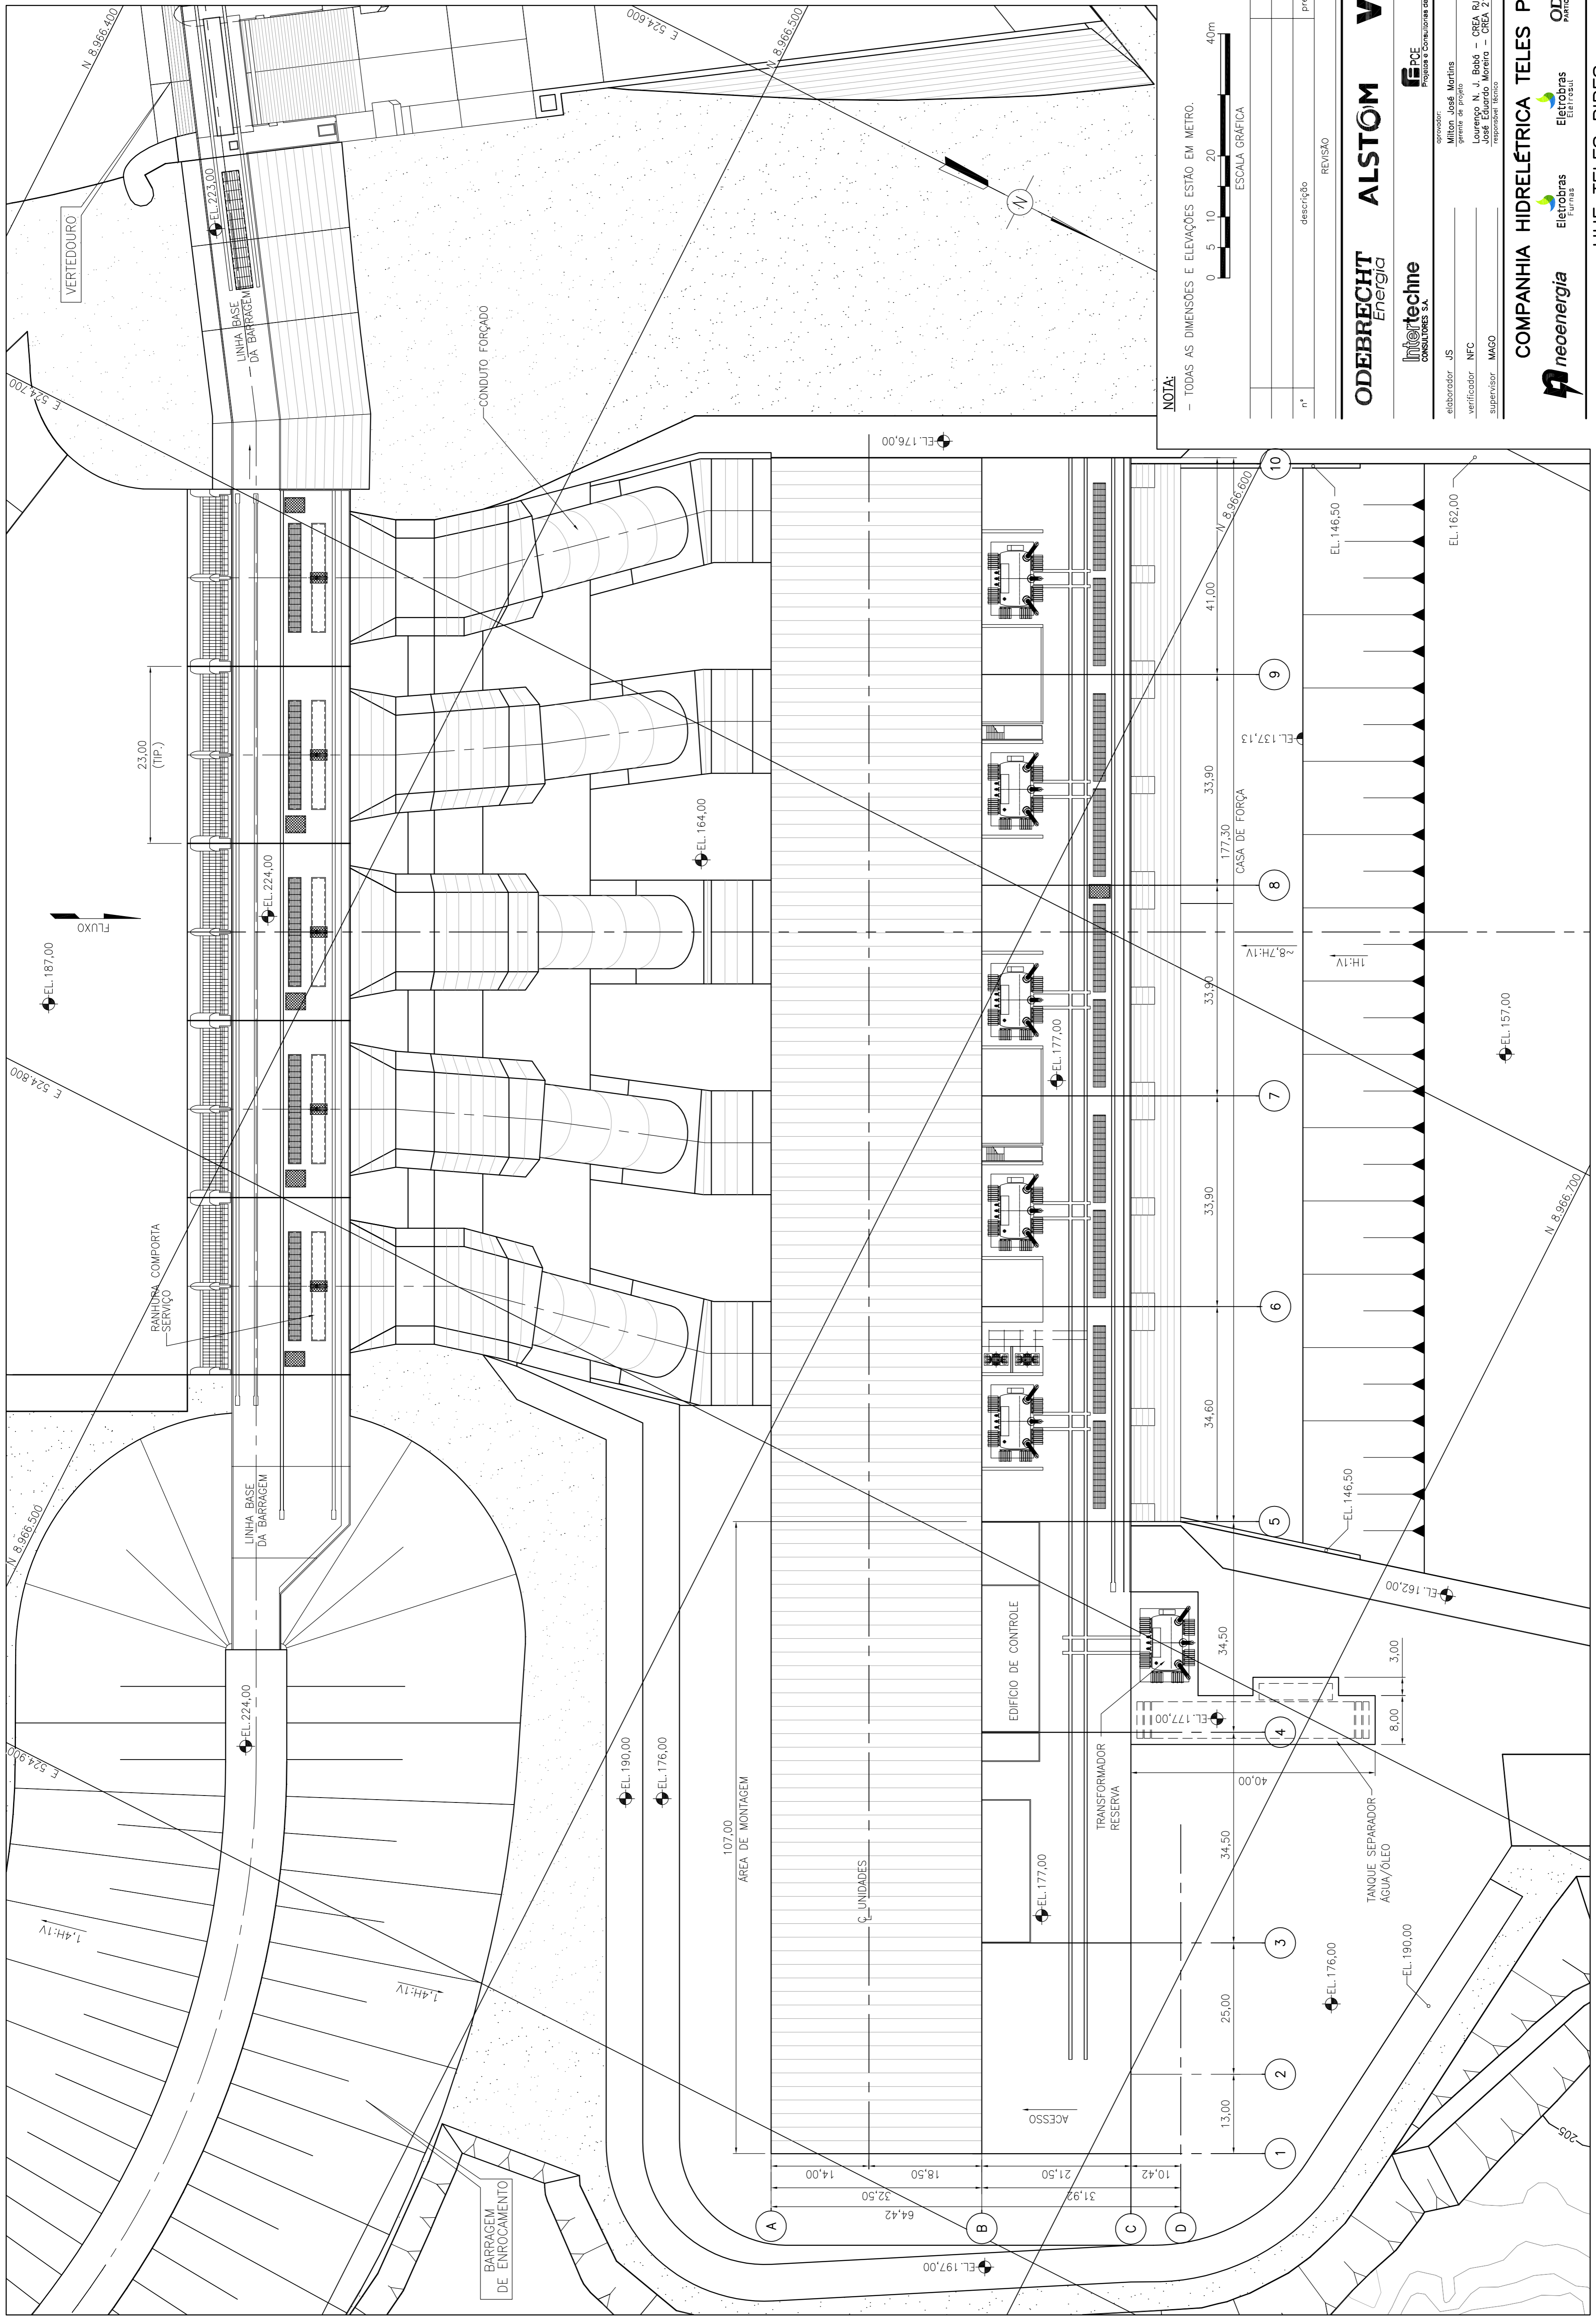 N 8.966.400
E 524.600
N 8.966.500
VERTEDOURO
EL.223,00
LINHA BASE
DA BARRAGEM
E 524.700
CONDUTO FORÇADO
N
FLUXO
EL.187,00
23,00
(TIP.)
EL.224,00
E 524.800
RANHURA COMPORTA
SERVIÇO
N 8.966.500
LINHA BASE
DA BARRAGEM
EL.224,00
E 524.900
1,4H:1V
1,4H:1V
BARRAGEM
DE ENROCAMENTO
EL.164,00
EL.176,00
EL.190,00
EL.176,00
107,00
ÁREA DE MONTAGEM
℄ UNIDADES
EL.177,00
EDIFÍCIO DE CONTROLE
EL.177,00
ACESSO
TRANSFORMADOR
RESERVA
EL.177,00
TANQUE SEPARADOR
ÁGUA/ÓLEO
40,00
8,00
3,00
14,00
18,50
21,50
10,42
32,50
31,92
64,42
A
B
C
D
13,00
25,00
34,50
34,50
34,60
33,90
33,90
33,90
41,00
177,30
CASA DE FORÇA
1
2
3
4
5
6
7
8
9
10
N 8.966.600
EL.137,13
~8,7H:1V
1H:1V
EL.146,50
EL.162,00
EL.146,50
EL.162,00
EL.157,00
N 8.966.700
EL.176,00
EL.190,00
EL.197,00
205
NOTA:
– TODAS AS DIMENSÕES E ELEVAÇÕES ESTÃO EM METRO.
0 5 10 20 40m
ESCALA GRÁFICA
nº descrição
REVISÃO
ODEBRECHT
Energia
ALSTOM
Intertechne
CONSULTORES S.A.
PCE
Projetos e Consultorias de
elaborador JS
verificador NFC
supervisor MAGO
aprovador:
Milton José Martins
gerente de projeto
Lourenço N. J. Babá – CREA RJ
José Eduardo Moreira – CREA 2
responsável técnico
COMPANHIA HIDRELÉTRICA TELES P
neoenergia
Eletrobras
Furnas
Eletrobras
Eletrosul
UHE TELES PIRES